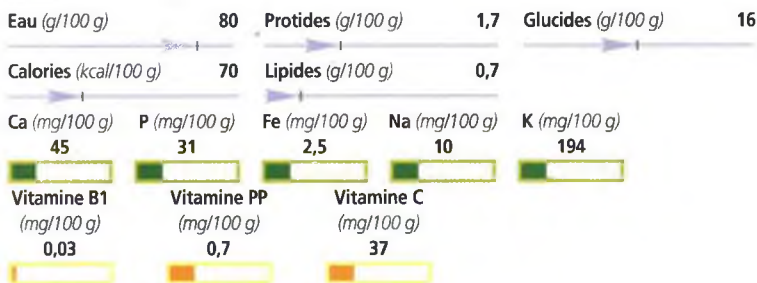 Eau (g/100 g) 80 Protides (g/100 g) 1,7 Glucides (g/100 g) 16
Calories (kcal/100 g) 70 Lipides (g/100 g) 0,7
Ca (mg/100 g) P (mg/100 g) Fe (mg/100 g) Na (mg/100 g) K (mg/100 g)
45 31 2,5 10 194
Vitamine B1 Vitamine PP Vitamine C
(mg/100 g) (mg/100 g) (mg/100 g)
0,03 0,7 37